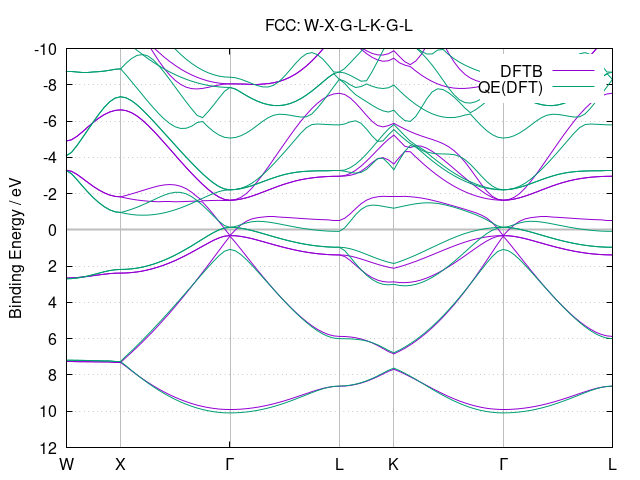 FCC: W-X-G-L-K-G-L
DFTB
QE(DFT)
Binding Energy / eV
-10
-8
-6
-4
-2
0
2
4
6
8
10
12
W X Γ L K Γ L